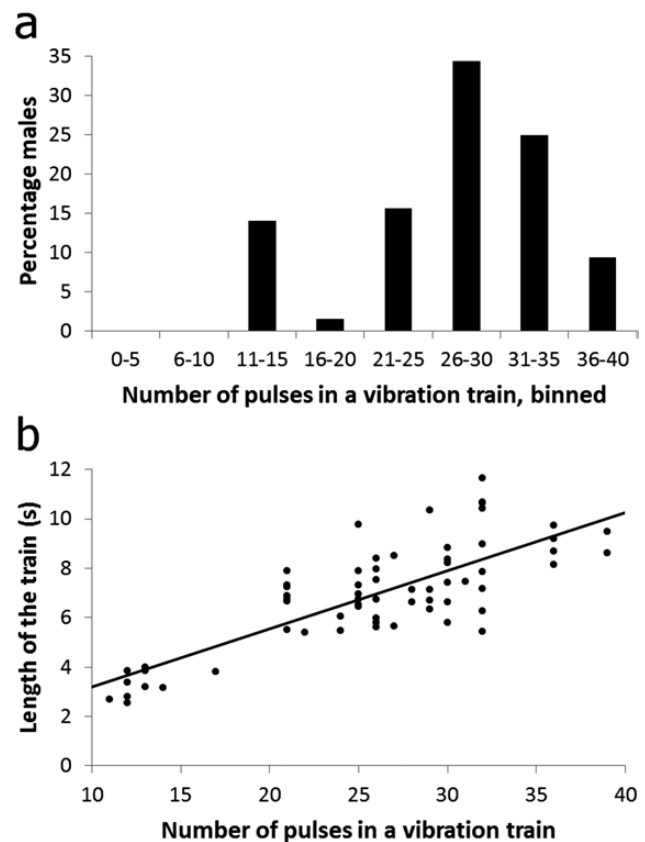 a
35
30
25
20
15
10
5
0
Percentage males
0-5 6-10 11-15 16-20 21-25 26-30 31-35 36-40
Number of pulses in a vibration train, binned
b
12
10
8
6
4
2
0
Length of the train (s)
10 15 20 25 30 35 40
Number of pulses in a vibration train